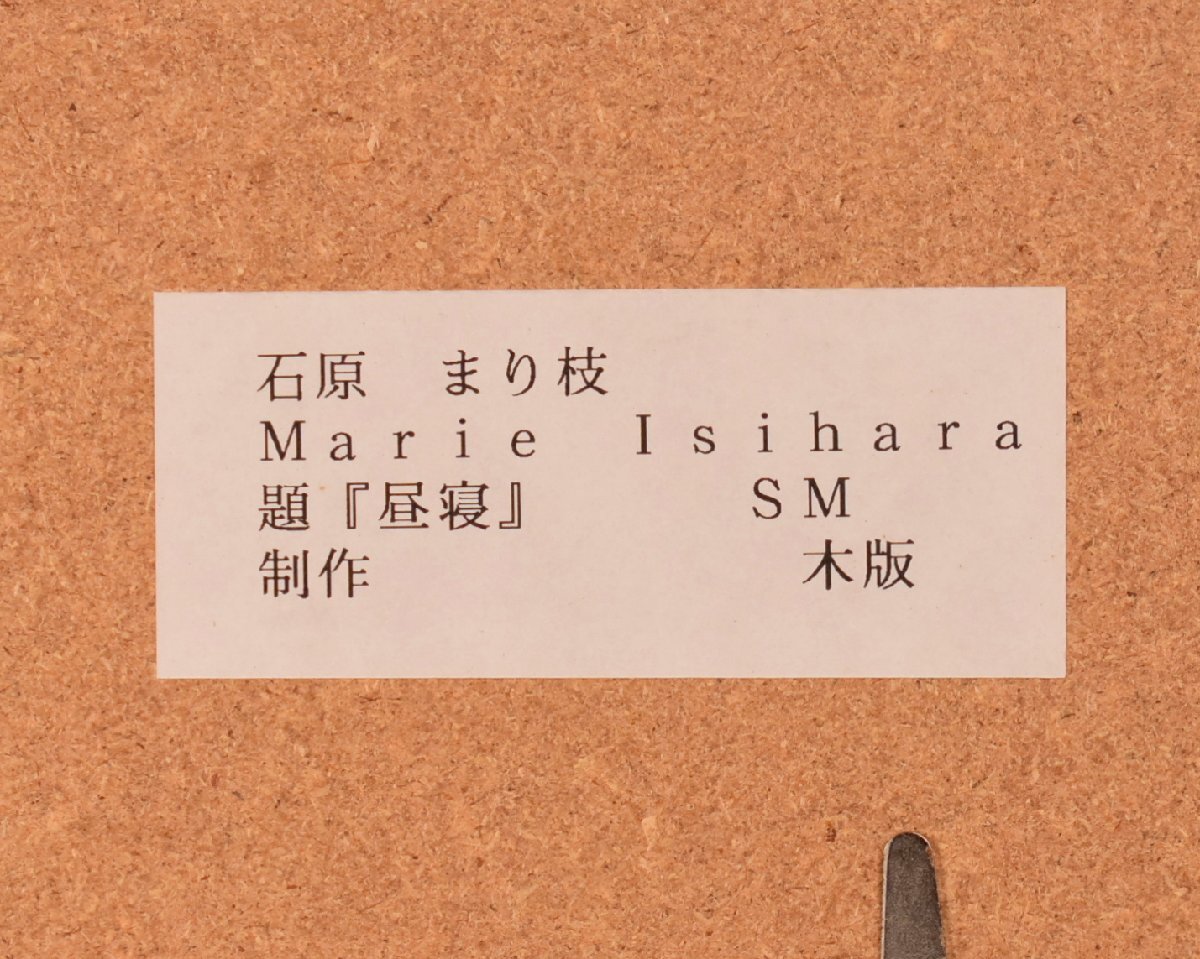 石原　まり枝
Ｍａｒｉｅ　Ｉｓｉｈａｒａ
題『昼寝』　　　　ＳＭ
制作　　　　　　　木版